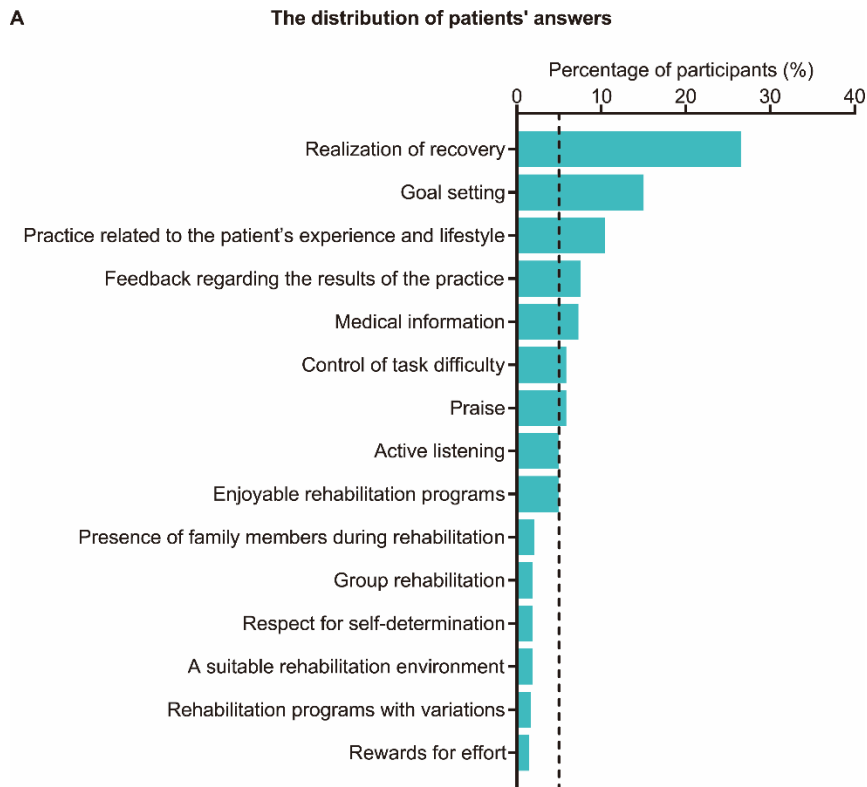 A
The distribution of patients' answers
Percentage of participants (%)
0 10 20 30 40
Realization of recovery
Goal setting
Practice related to the patient’s experience and lifestyle
Feedback regarding the results of the practice
Medical information
Control of task difficulty
Praise
Active listening
Enjoyable rehabilitation programs
Presence of family members during rehabilitation
Group rehabilitation
Respect for self-determination
A suitable rehabilitation environment
Rehabilitation programs with variations
Rewards for effort